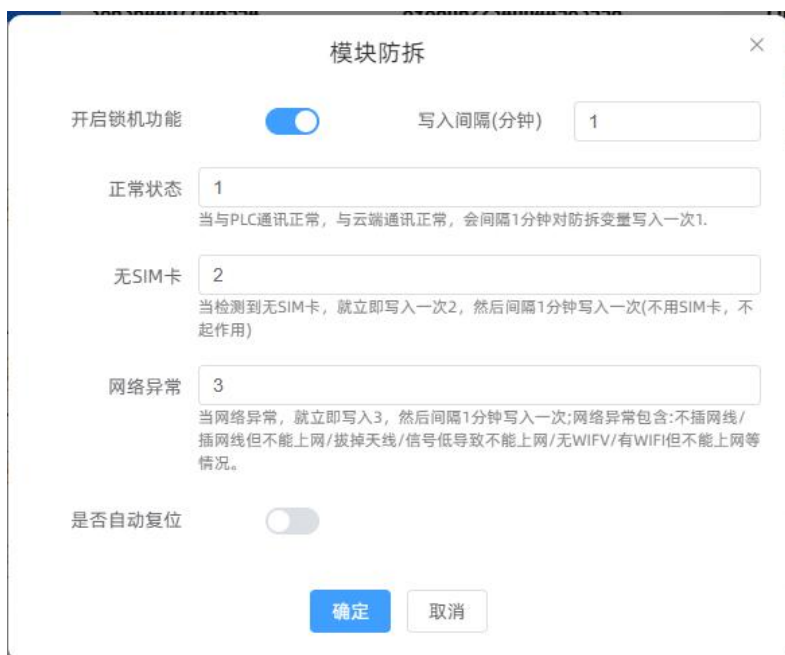 模块防拆
开启锁机功能
写入间隔(分钟)
1
正常状态
1
当与PLC通讯正常，与云端通讯正常，会间隔1分钟对防拆变量写入一次1.
无SIM卡
2
当检测到无SIM卡，就立即写入一次2，然后间隔1分钟写入一次(不用SIM卡，不
起作用)
网络异常
3
当网络异常，就立即写入3，然后间隔1分钟写入一次;网络异常包含:不插网线/
插网线但不能上网/拔掉天线/信号低导致不能上网/无WIFV/有WIFI但不能上网等
情况。
是否自动复位
确定
取消